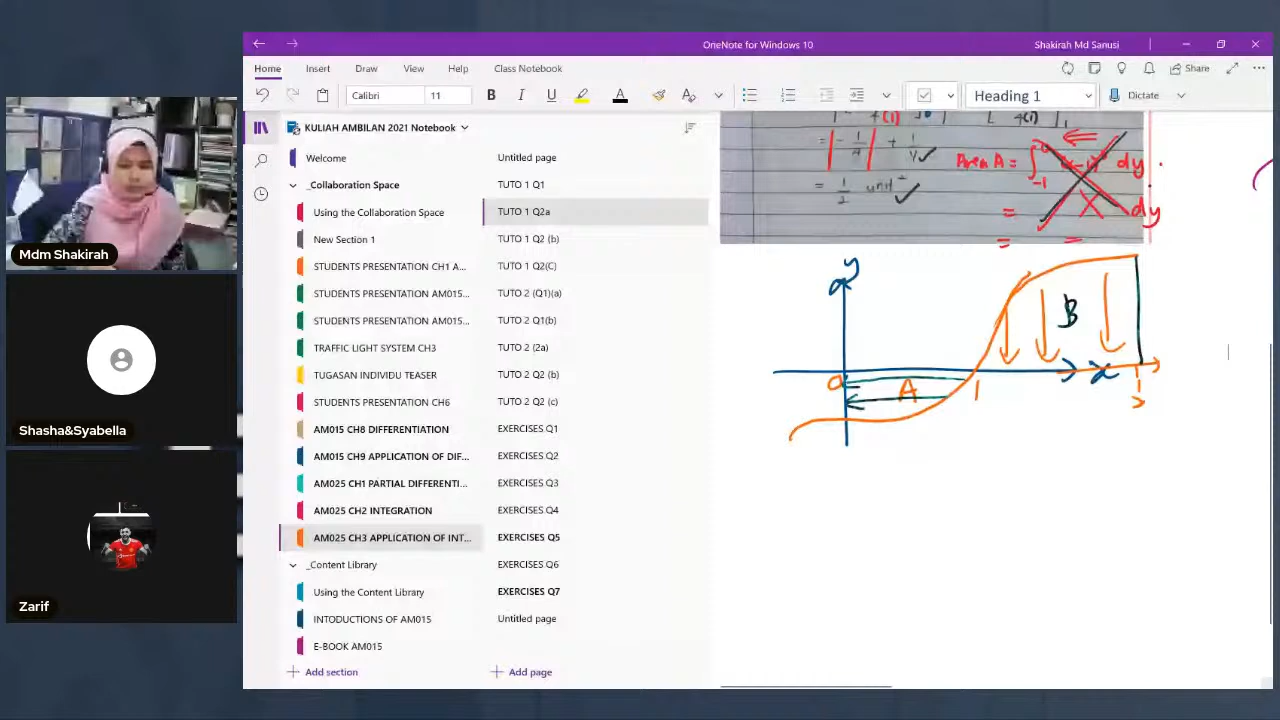 OneNote for Windows 10
Shakirah Md Sanusi
Home
Insert
Draw
View
Help
Class Notebook
Share
Calibri
11
B
I
U
A
Heading 1
Dictate
KULIAH AMBILAN 2021 Notebook
Welcome
_Collaboration Space
Using the Collaboration Space
New Section 1
STUDENTS PRESENTATION CH1 A...
STUDENTS PRESENTATION AM015...
STUDENTS PRESENTATION AM015...
TRAFFIC LIGHT SYSTEM CH3
TUGASAN INDIVIDU TEASER
STUDENTS PRESENTATION CH6
AM015 CH8 DIFFERENTIATION
AM015 CH9 APPLICATION OF DIF...
AM025 CH1 PARTIAL DIFFERENTI...
AM025 CH2 INTEGRATION
AM025 CH3 APPLICATION OF INT...
_Content Library
Using the Content Library
INTODUCTIONS OF AM015
E-BOOK AM015
Add section
Untitled page
TUTO 1 Q1
TUTO 1 Q2a
TUTO 1 Q2 (b)
TUTO 1 Q2(C)
TUTO 2 (Q1)(a)
TUTO 2 Q1(b)
TUTO 2 (2a)
TUTO 2 Q2 (b)
TUTO 2 Q2 (c)
EXERCISES Q1
EXERCISES Q2
EXERCISES Q3
EXERCISES Q4
EXERCISES Q5
EXERCISES Q6
EXERCISES Q7
Untitled page
Add page
= 1/2 unit²
Area A =
dy
= dy
=
y
B
0
A
1
x
Mdm Shakirah
Shasha&Syabella
Zarif